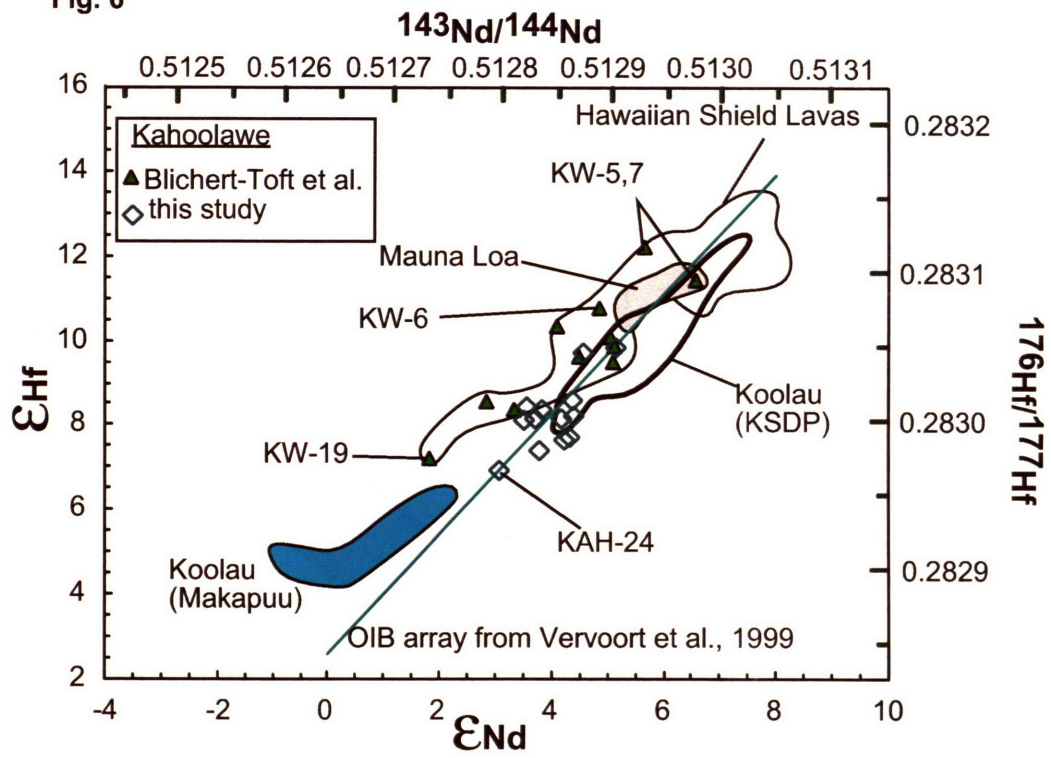 Fig. 6
143Nd/144Nd
0.5125 0.5126 0.5127 0.5128 0.5129 0.5130 0.5131
16
14
12
10
8
6
4
2
εHf
Kahoolawe
Blichert-Toft et al.
this study
Hawaiian Shield Lavas
KW-5,7
Mauna Loa
KW-6
Koolau
(KSDP)
KW-19
KAH-24
Koolau
(Makapuu)
OIB array from Vervoort et al., 1999
0.2832
0.2831
0.2830
0.2829
176Hf/177Hf
-4 -2 0 2 4 6 8 10
εNd